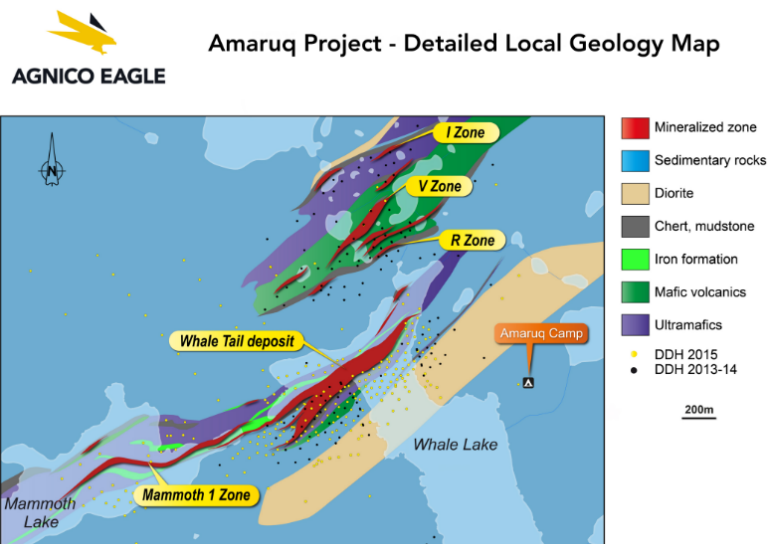 AGNICO EAGLE
Amaruq Project - Detailed Local Geology Map
N
I Zone
V Zone
R Zone
Whale Tail deposit
Amaruq Camp
Whale Lake
Mammoth 1 Zone
Mammoth
Lake
Mineralized zone
Sedimentary rocks
Diorite
Chert, mudstone
Iron formation
Mafic volcanics
Ultramafics
DDH 2015
DDH 2013-14
200m